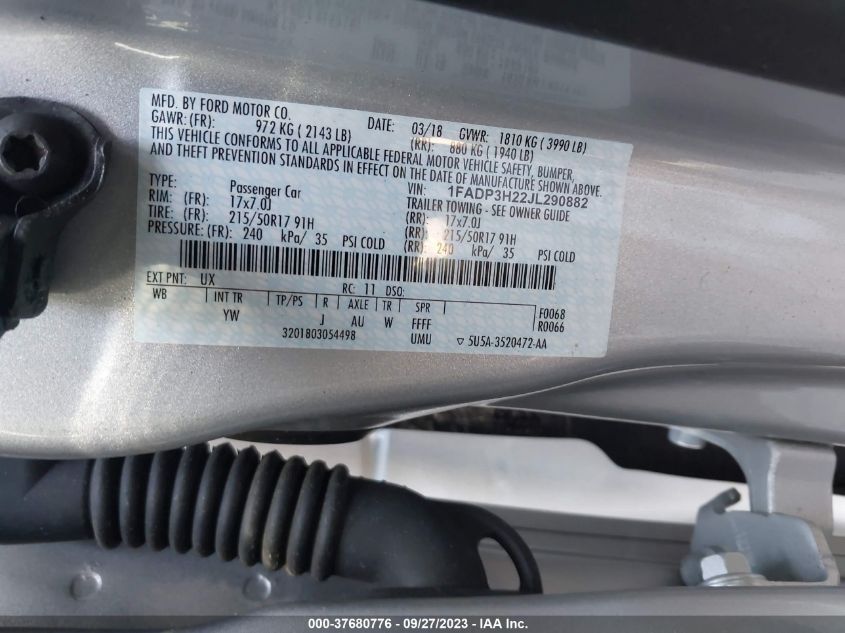 MFD. BY FORD MOTOR CO. DATE: 03/18 GVWR: 1810 KG ( 3990 LB)
GAWR: (FR): 972 KG ( 2143 LB) (RR): 880 KG ( 1940 LB)
THIS VEHICLE CONFORMS TO ALL APPLICABLE FEDERAL MOTOR VEHICLE SAFETY, BUMPER,
AND THEFT PREVENTION STANDARDS IN EFFECT ON THE DATE OF MANUFACTURE SHOWN ABOVE.
VIN: 1FADP3H22JL290882
TYPE: Passenger Car TRAILER TOWING - SEE OWNER GUIDE
RIM: (FR): 17x7.0J (RR): 17x7.0J
TIRE: (FR): 215/50R17 91H (RR): 215/50R17 91H
PRESSURE: (FR): 240 kPa/ 35 PSI COLD (RR): 240 kPa/ 35 PSI COLD
EXT PNT: UX RC: 11 DSO:
WB INT TR TP/PS R AXLE TR SPR F0068
YW J AU W FFFF R0066
3201803054498 UMU ▽ 5U5A-3520472-AA
000-37680776 / 09/27/2023 - IAA Inc.